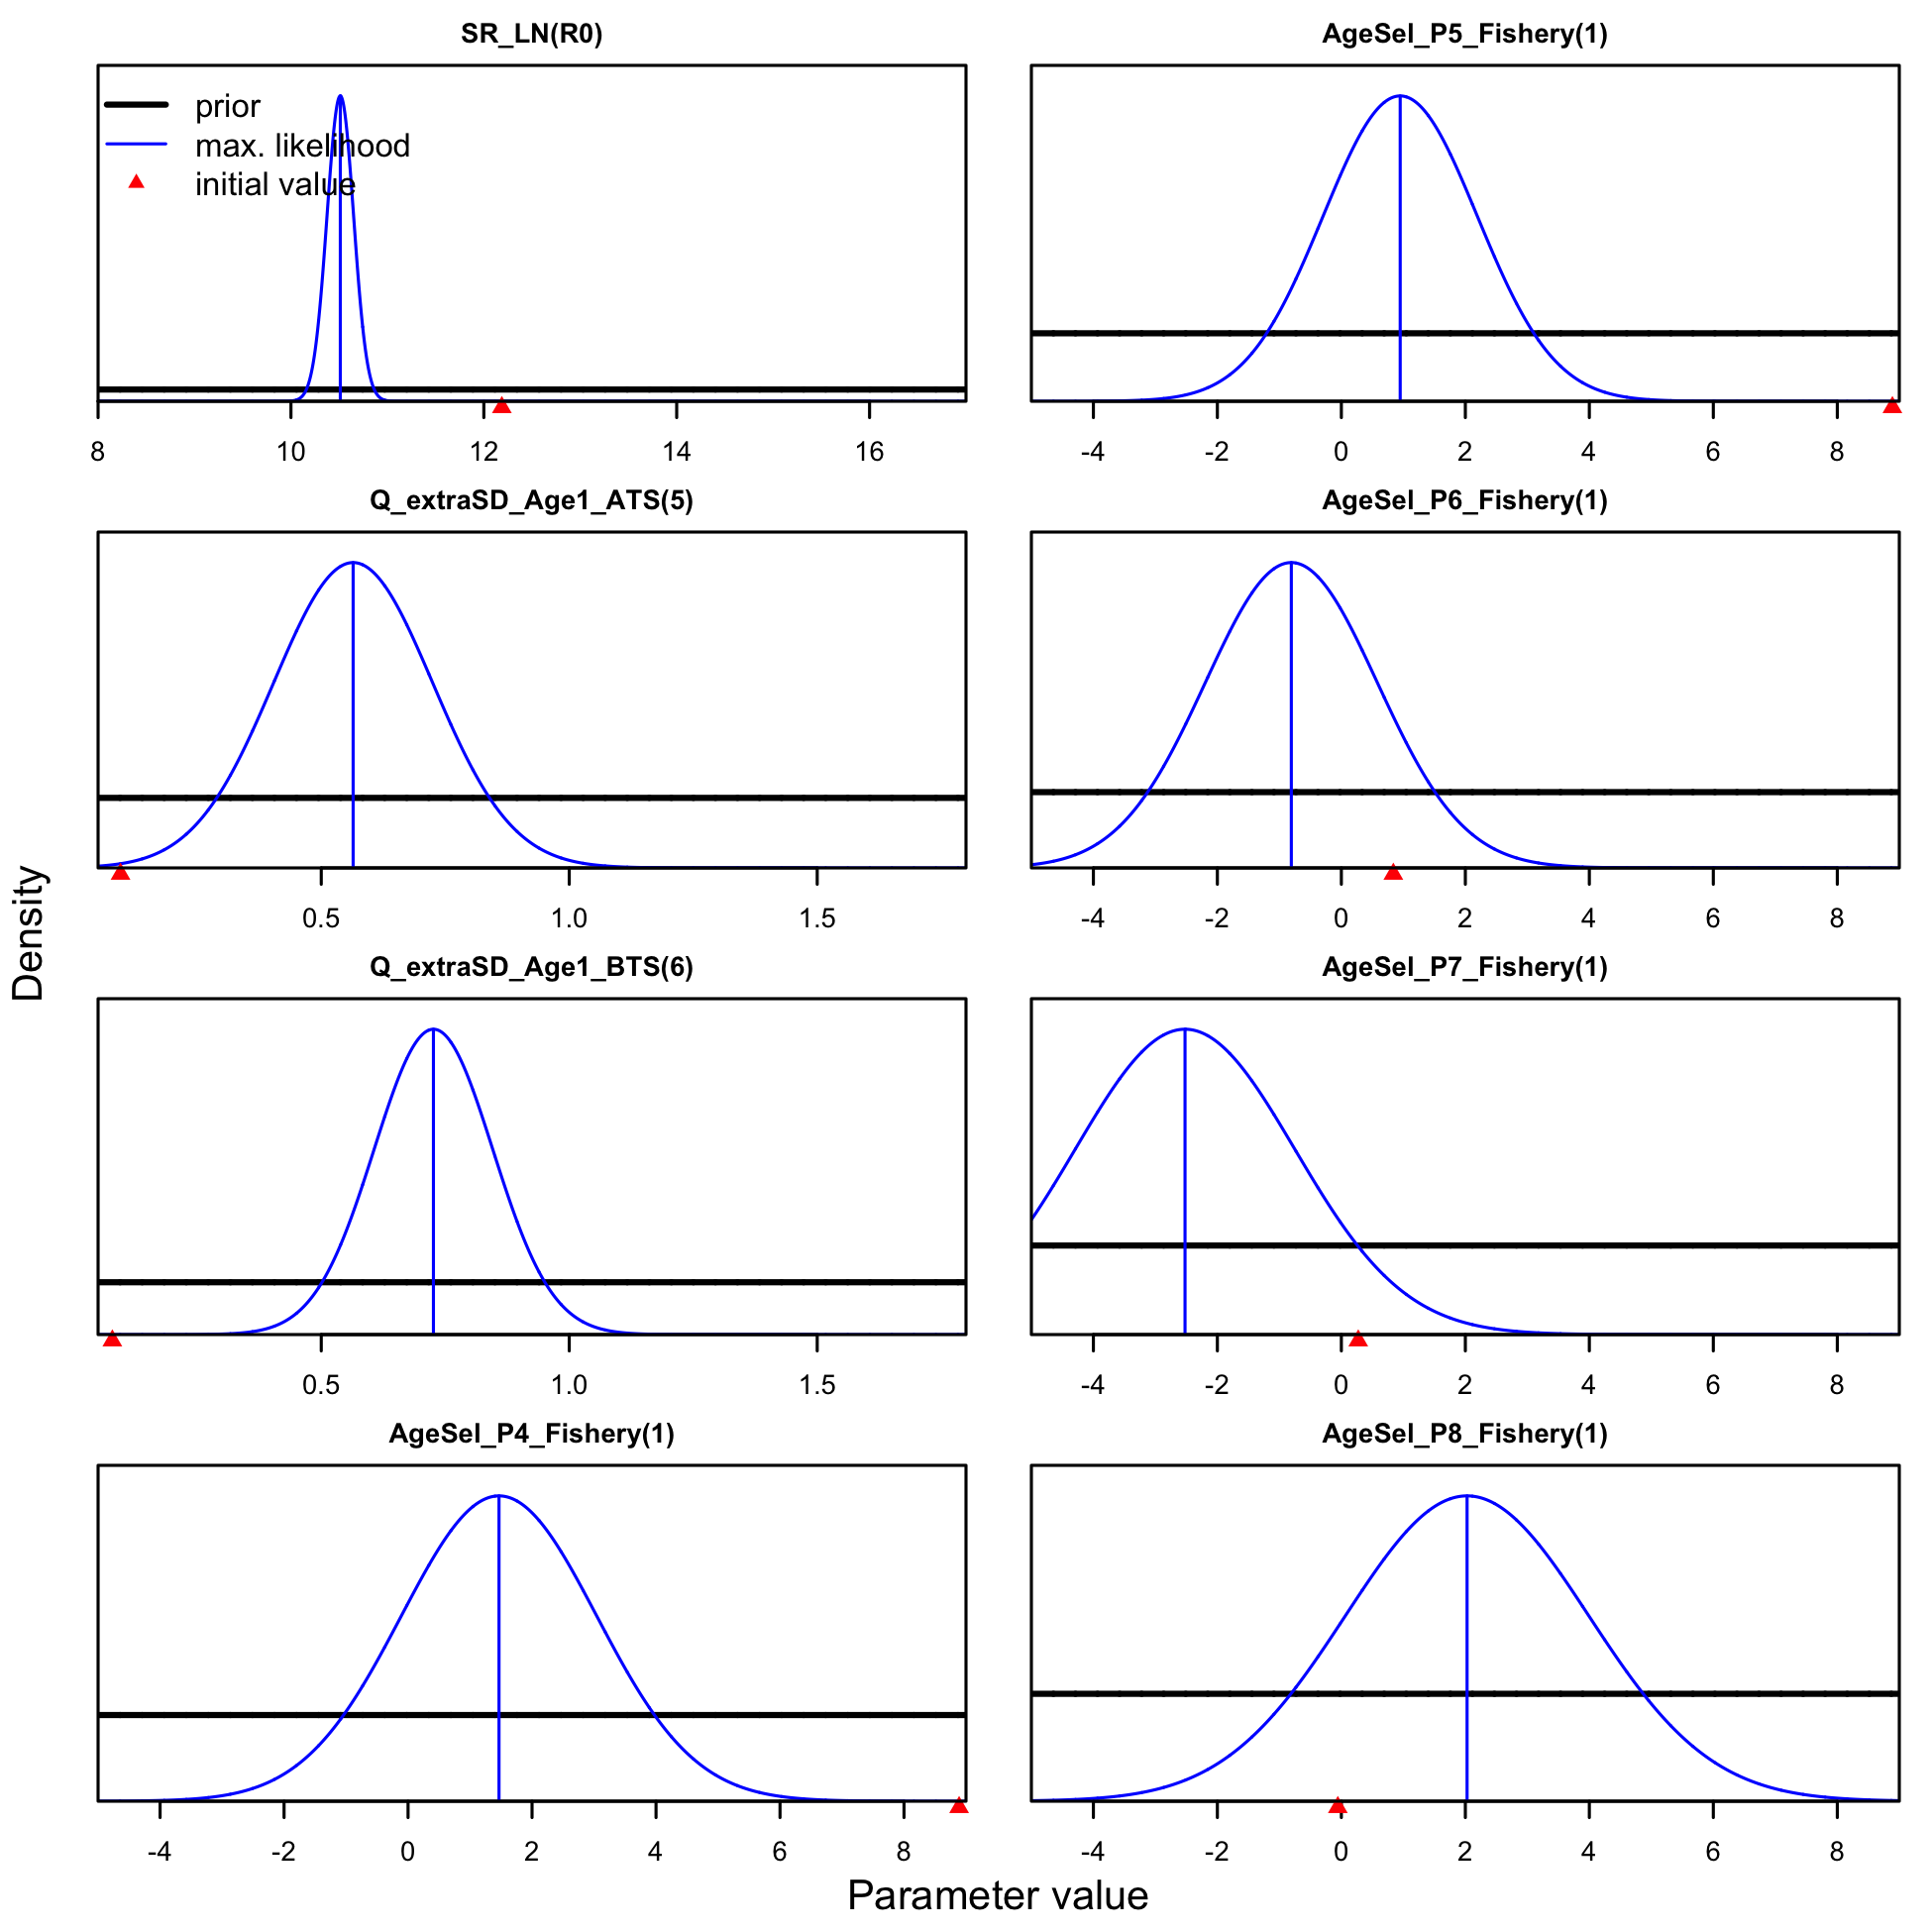 SR_LN(R0)
prior
max. likelihood
initial value
8 10 12 14 16
AgeSel_P5_Fishery(1)
-4 -2 0 2 4 6 8
Q_extraSD_Age1_ATS(5)
0.5 1.0 1.5
AgeSel_P6_Fishery(1)
-4 -2 0 2 4 6 8
Q_extraSD_Age1_BTS(6)
0.5 1.0 1.5
AgeSel_P7_Fishery(1)
-4 -2 0 2 4 6 8
AgeSel_P4_Fishery(1)
-4 -2 0 2 4 6 8
AgeSel_P8_Fishery(1)
-4 -2 0 2 4 6 8
Density
Parameter value